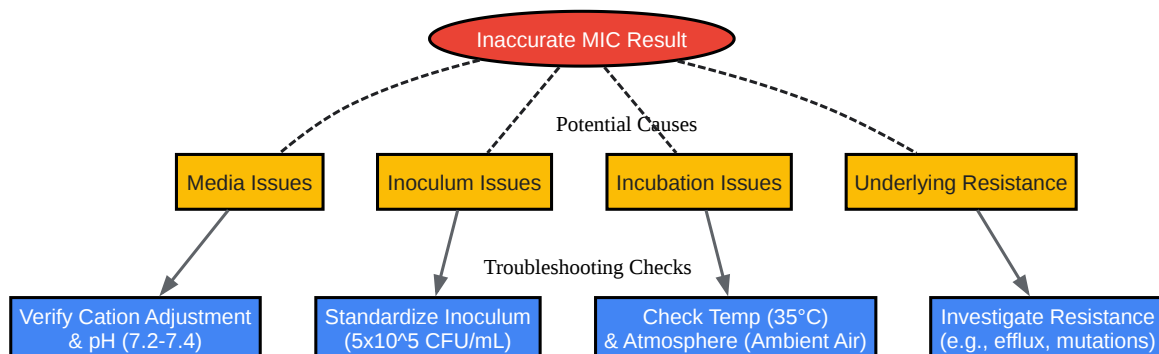 Inaccurate MIC Result
Potential Causes
Media Issues
Inoculum Issues
Incubation Issues
Underlying Resistance
Troubleshooting Checks
Verify Cation Adjustment
& pH (7.2-7.4)
Standardize Inoculum
(5x10^5 CFU/mL)
Check Temp (35°C)
& Atmosphere (Ambient Air)
Investigate Resistance
(e.g., efflux, mutations)